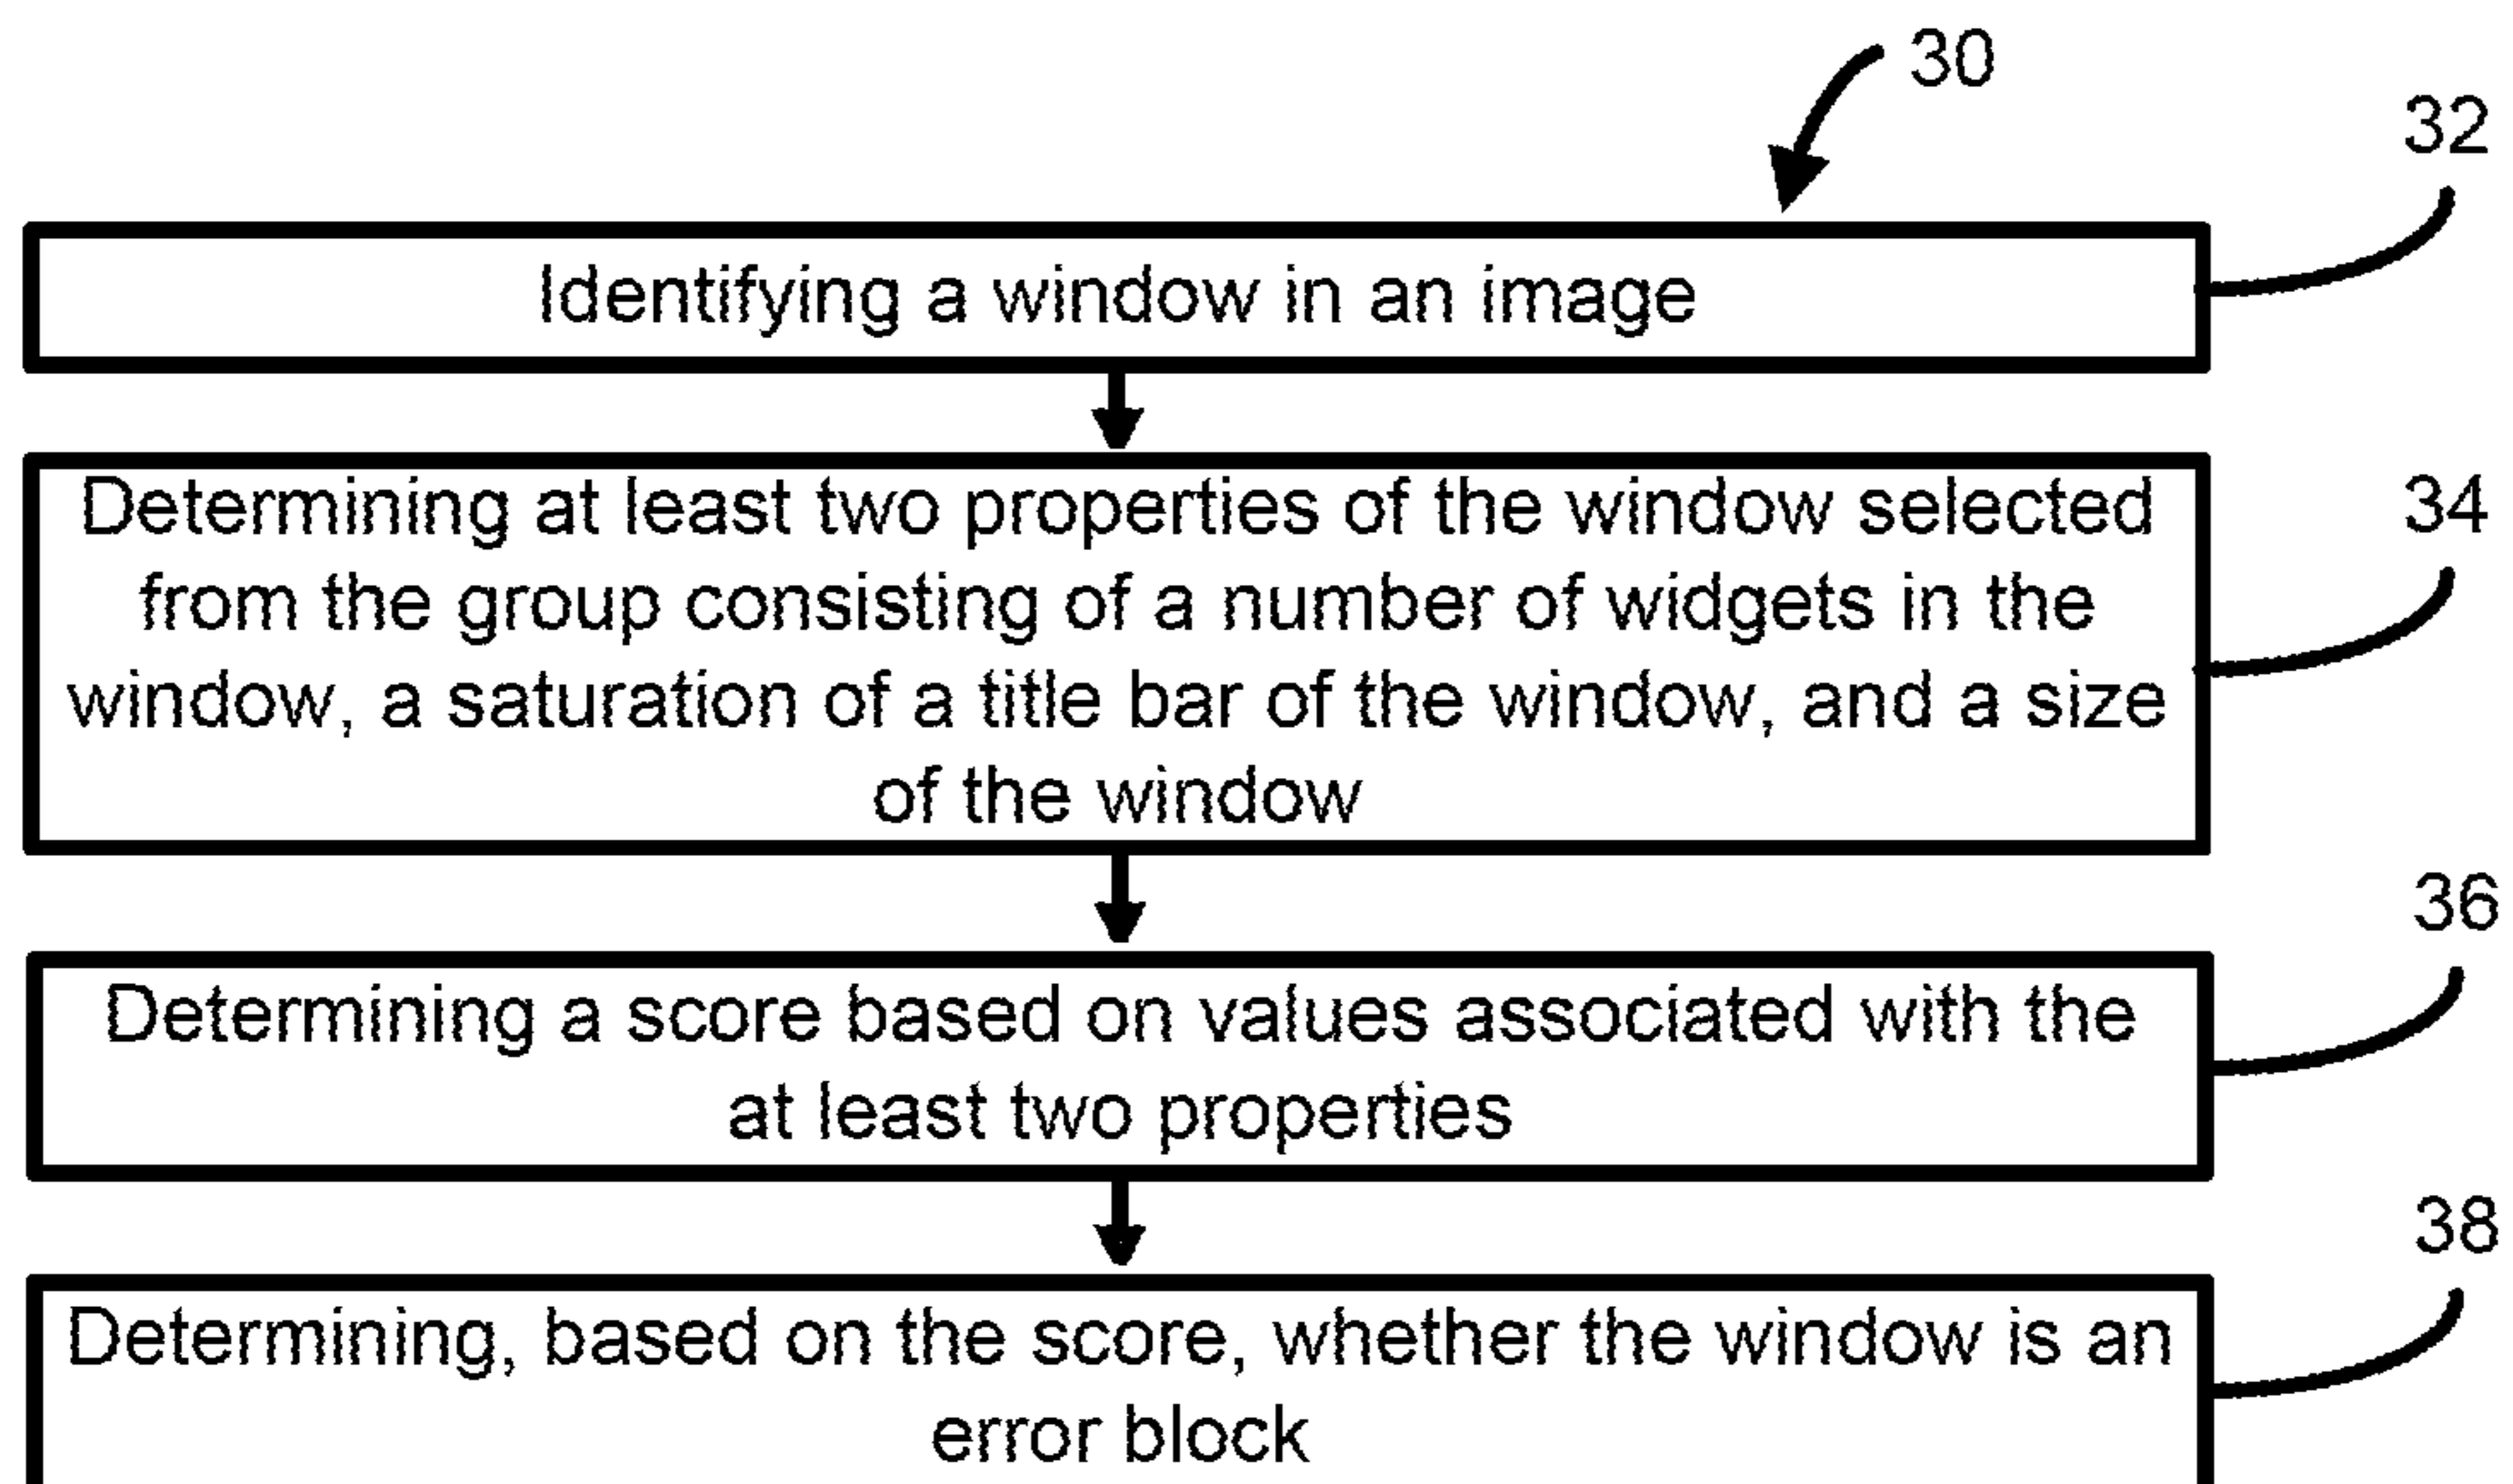 30
32
Identifying a window in an image
34
Determining at least two properties of the window selected
from the group consisting of a number of widgets in the
window, a saturation of a title bar of the window, and a size
of the window
36
Determining a score based on values associated with the
at least two properties
38
Determining, based on the score, whether the window is an
error block